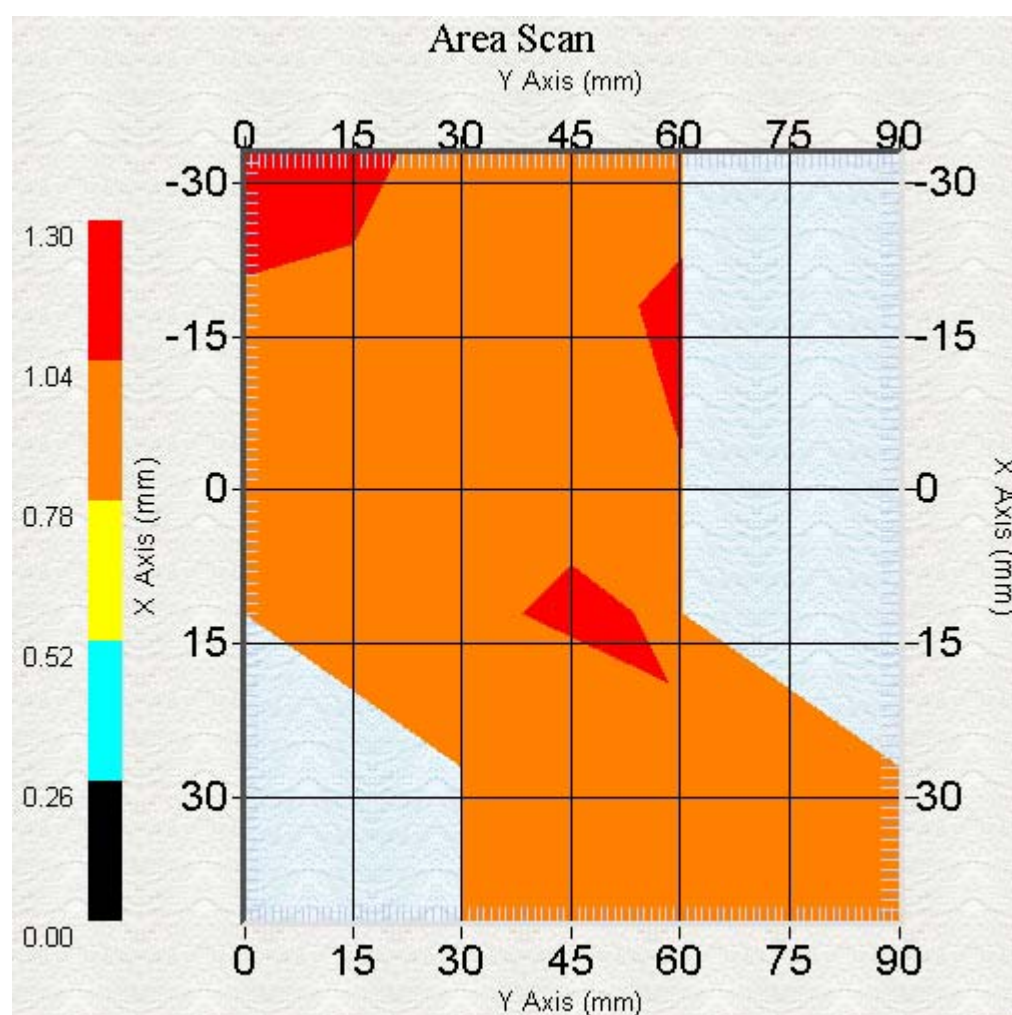 Area Scan
Y Axis (mm)
0 15 30 45 60 75 90
-30 -30
1.30
-15 -15
1.04
X Axis (mm) X Axis (mm)
0 0
0.78
0.52
15 15
0.26
30 30
0.00
0 15 30 45 60 75 90
Y Axis (mm)